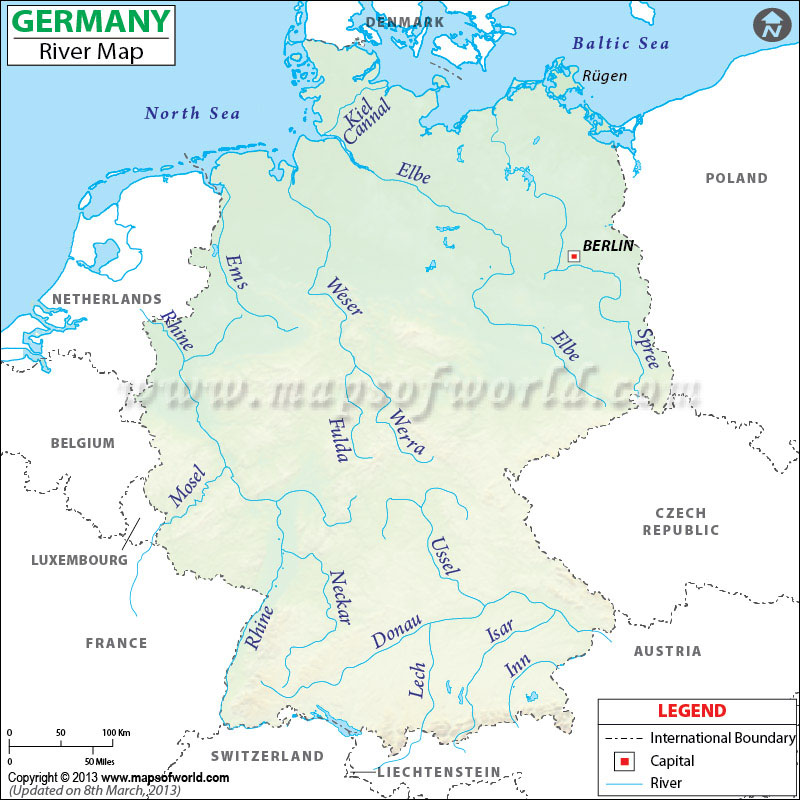 GERMANY
River Map
DENMARK
Baltic Sea
N
Rügen
North Sea
Kiel
Cannal
Elbe
POLAND
BERLIN
Ems
NETHERLANDS
Weser
Rhine
Elbe
Spree
www.mapsofworld.com
BELGIUM
Fulda
Werra
Mosel
CZECH
REPUBLIC
LUXEMBOURG
Ussel
Neckar
Rhine
FRANCE
Donau
Isar
AUSTRIA
Lech
Inn
LEGEND
International Boundary
Capital
River
0 50 100 Km
0 50 Miles
SWITZERLAND
LIECHTENSTEIN
Copyright © 2013 www.mapsofworld.com
(Updated on 8th March, 2013)